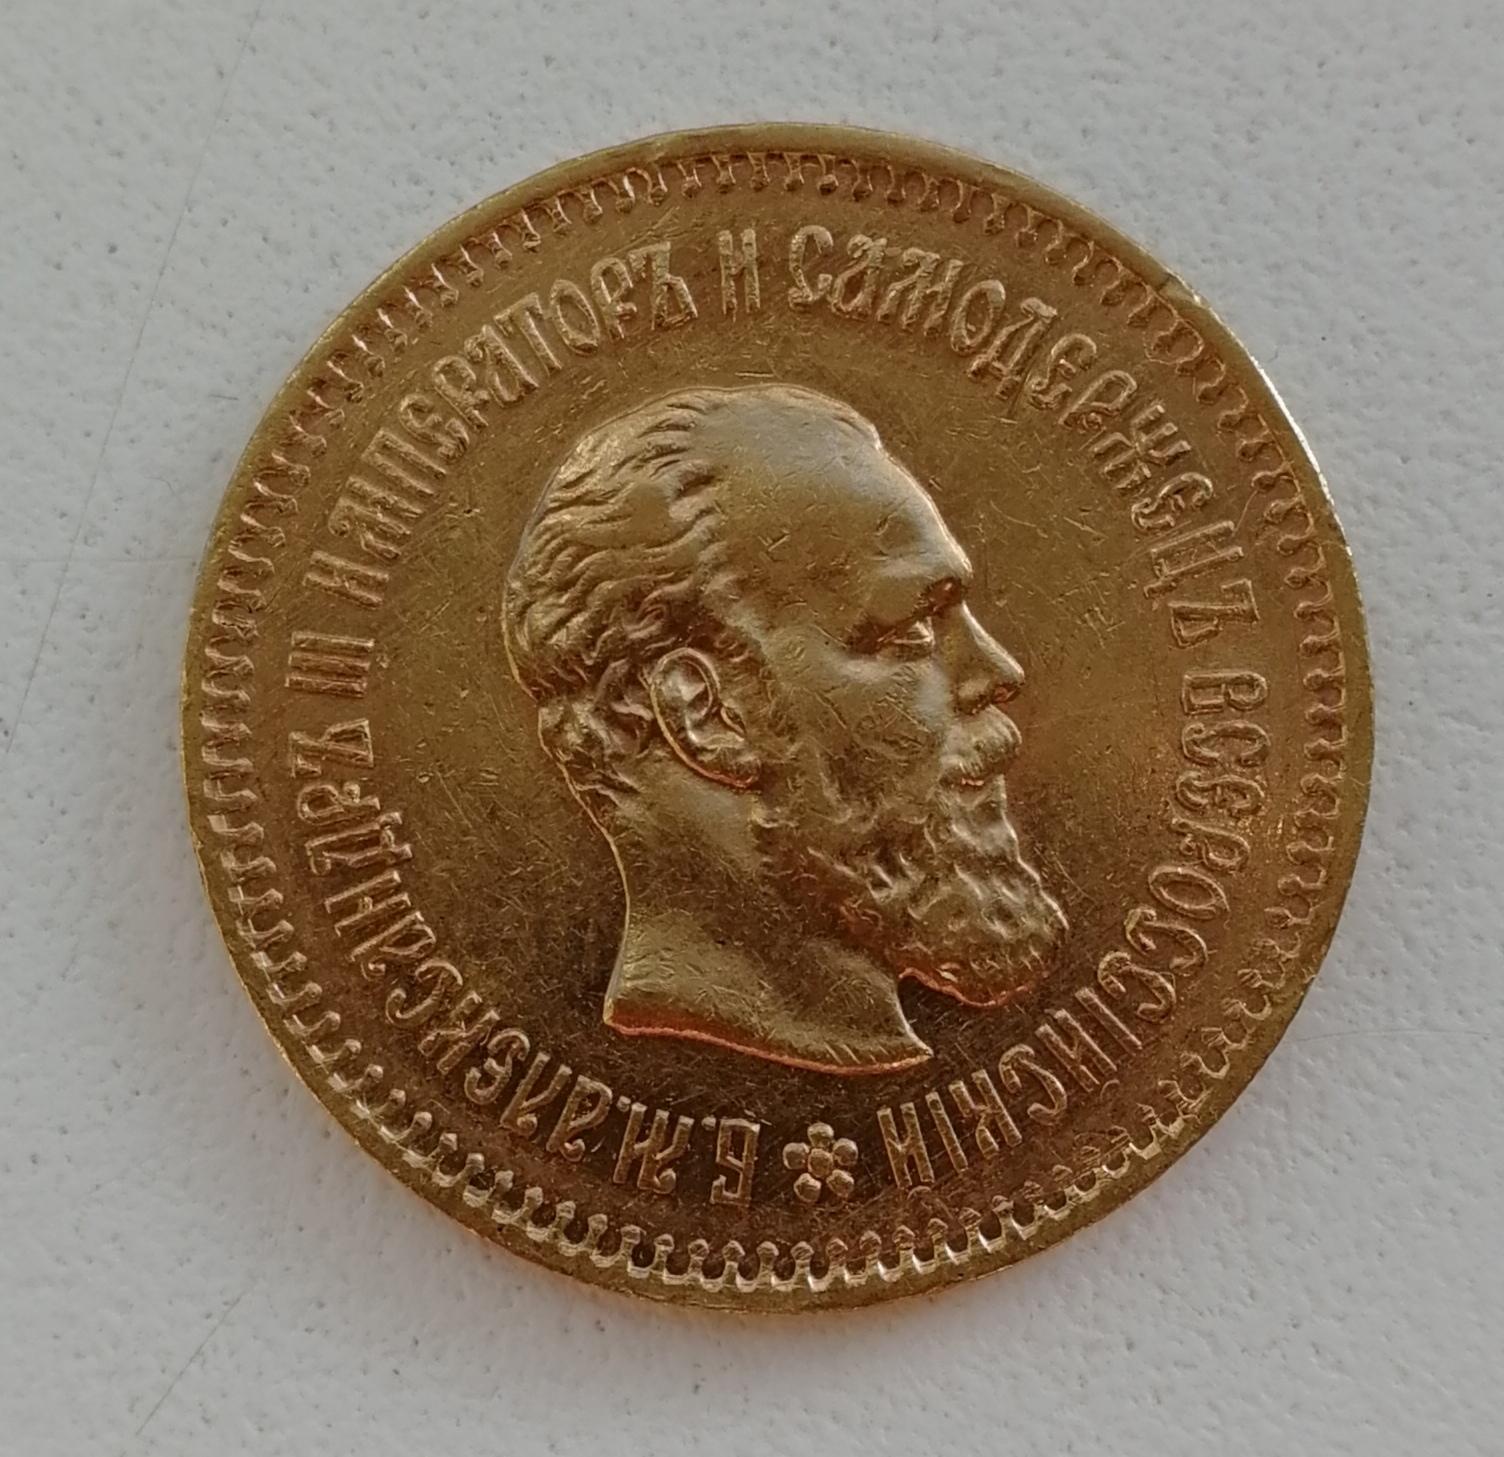 Б.М.АЛЕКСАНДРЪ III ИМПЕРАТОРЪ И САМОДЕРЖЕЦЪ ВСЕРОССІЙСКІЙ